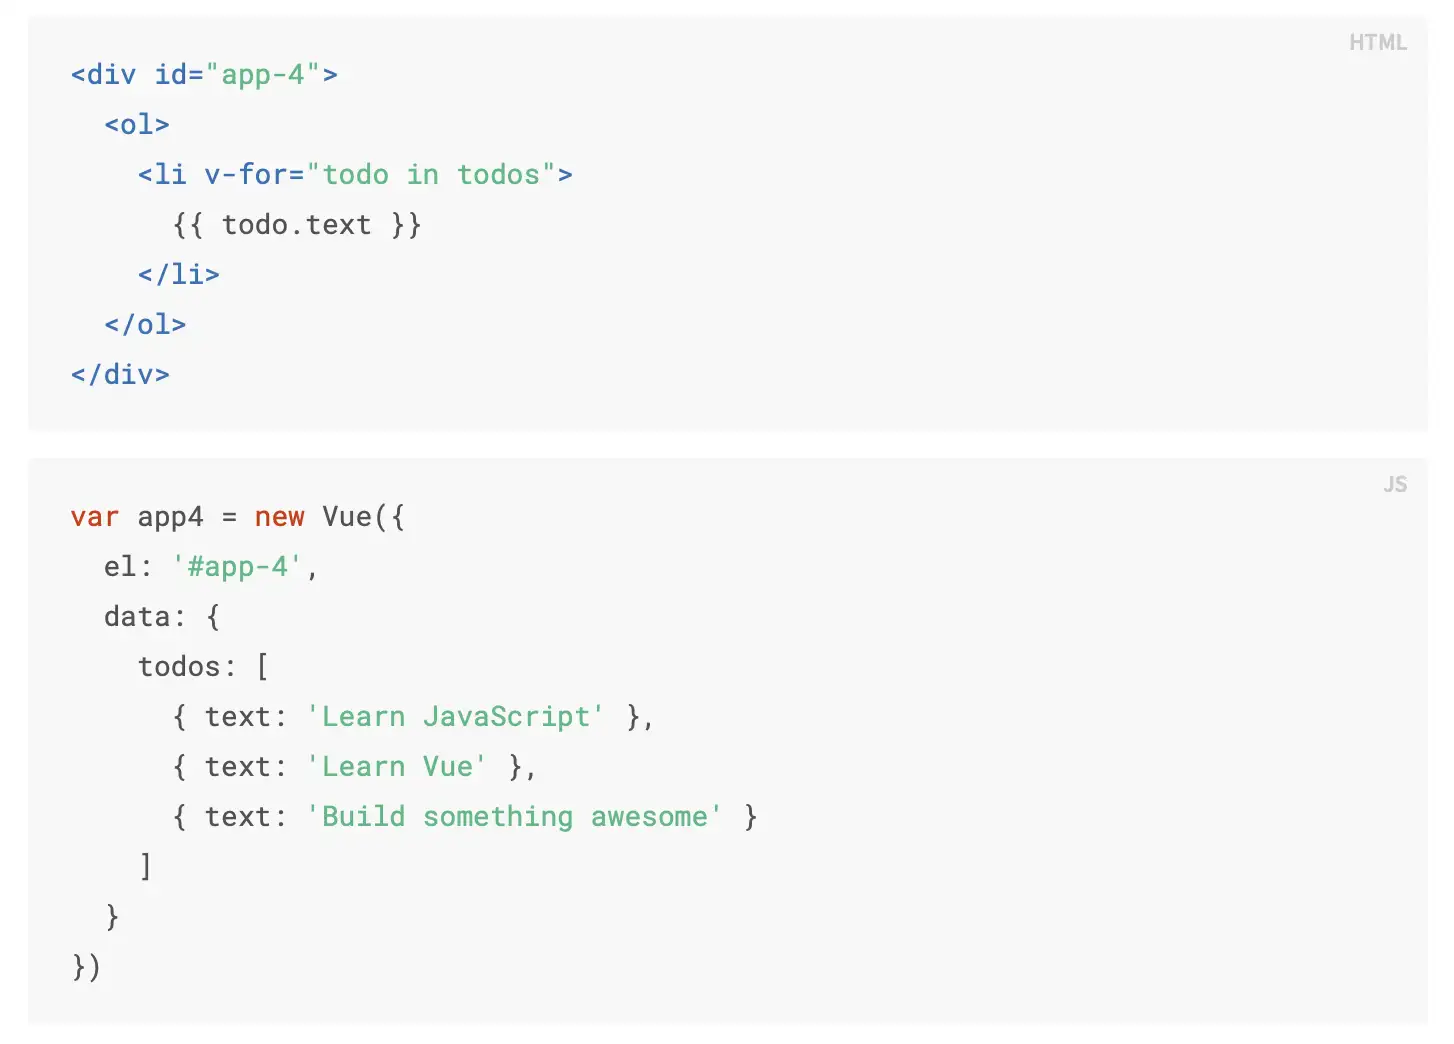 HTML
<div id="app-4">
  <ol>
    <li v-for="todo in todos">
      {{ todo.text }}
    </li>
  </ol>
</div>
JS
var app4 = new Vue({
  el: '#app-4',
  data: {
    todos: [
      { text: 'Learn JavaScript' },
      { text: 'Learn Vue' },
      { text: 'Build something awesome' }
    ]
  }
})